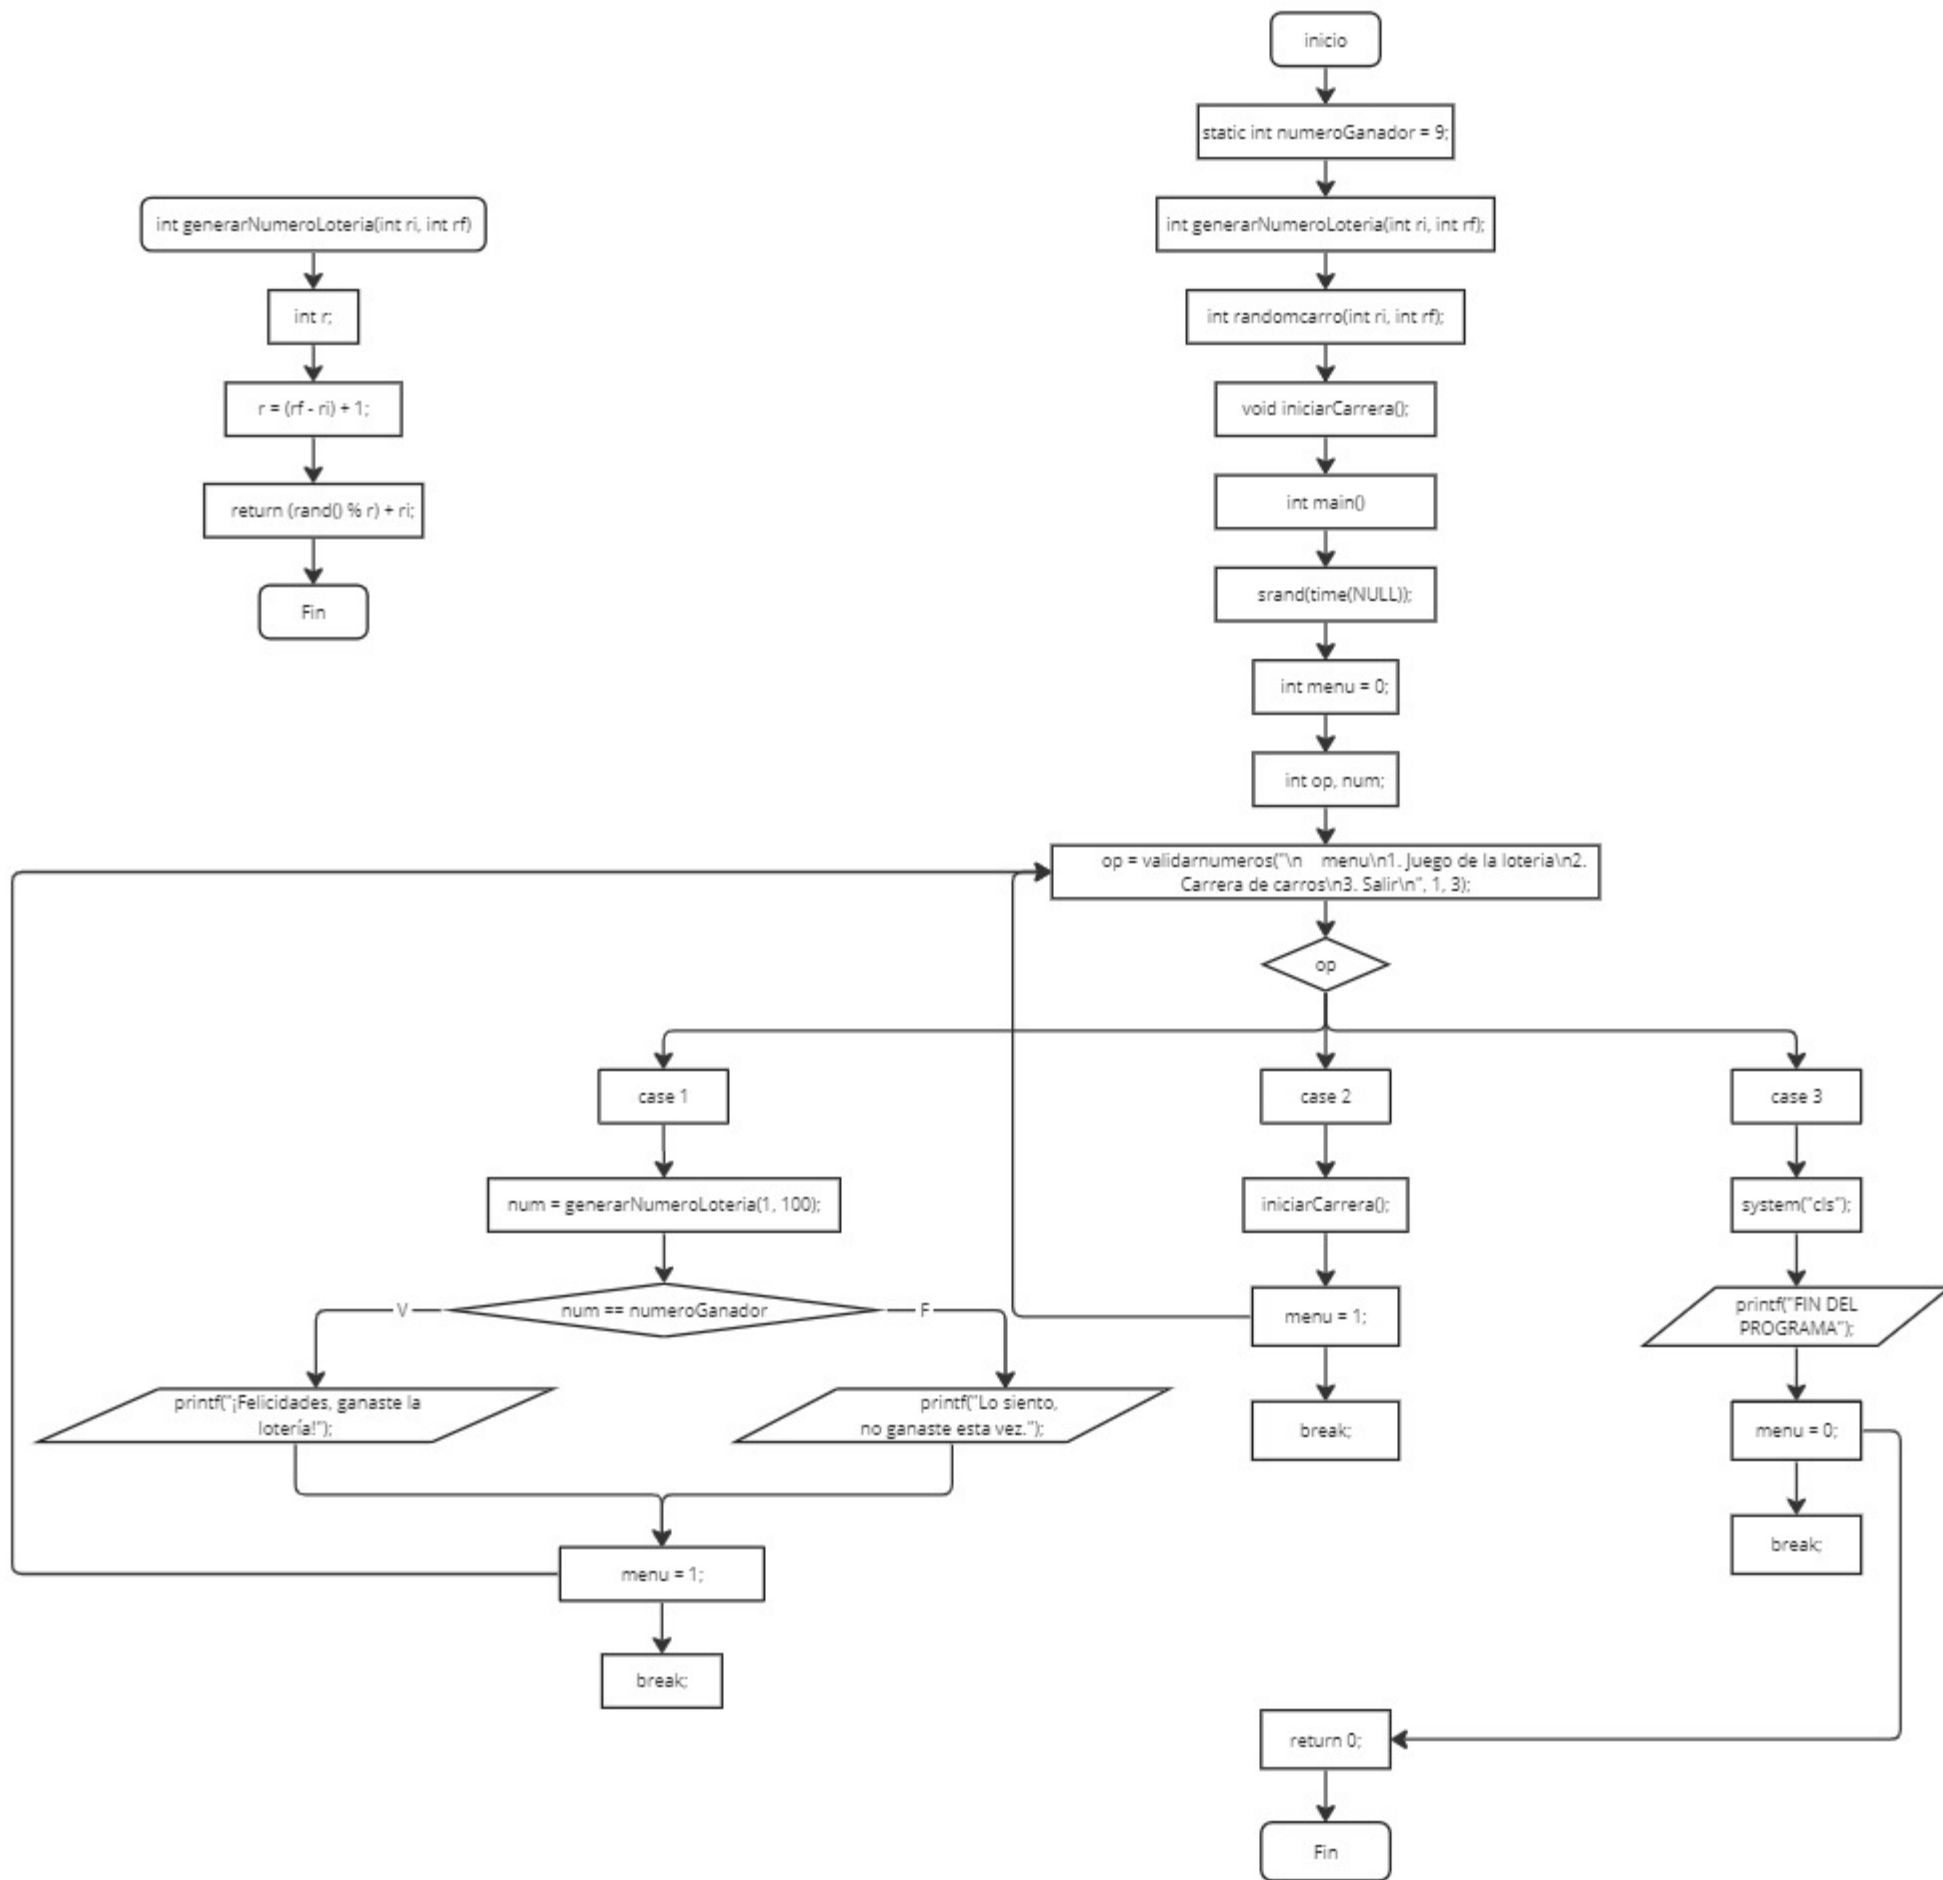 inicio
static int numeroGanador = 9;
int generarNumeroLoteria(int ri, int rf);
int randomcarro(int ri, int rf);
void iniciarCarrera();
int main()
srand(time(NULL));
int menu = 0;
int op, num;
op = validarnumeros("\n    menu\n1. Juego de la loteria\n2.
Carrera de carros\n3. Salir\n", 1, 3);
op
case 1
num = generarNumeroLoteria(1, 100);
num == numeroGanador
V
F
printf("¡Felicidades, ganaste la
lotería!");
printf("Lo siento,
no ganaste esta vez.");
menu = 1;
break;
case 2
iniciarCarrera();
menu = 1;
break;
case 3
system("cls");
printf("FIN DEL
PROGRAMA");
menu = 0;
break;
return 0;
Fin
int generarNumeroLoteria(int ri, int rf)
int r;
r = (rf - ri) + 1;
return (rand() % r) + ri;
Fin